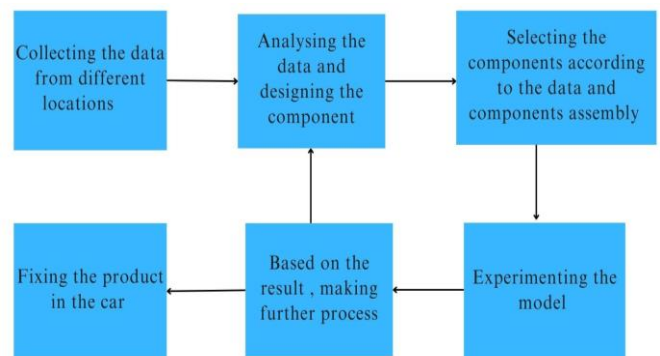 Collecting the data
from different
locations
Analysing the
data and
designing the
component
Selecting the
components according
to the data and
components assembly
Fixing the product
in the car
Based on the
result , making
further process
Experimenting the
model